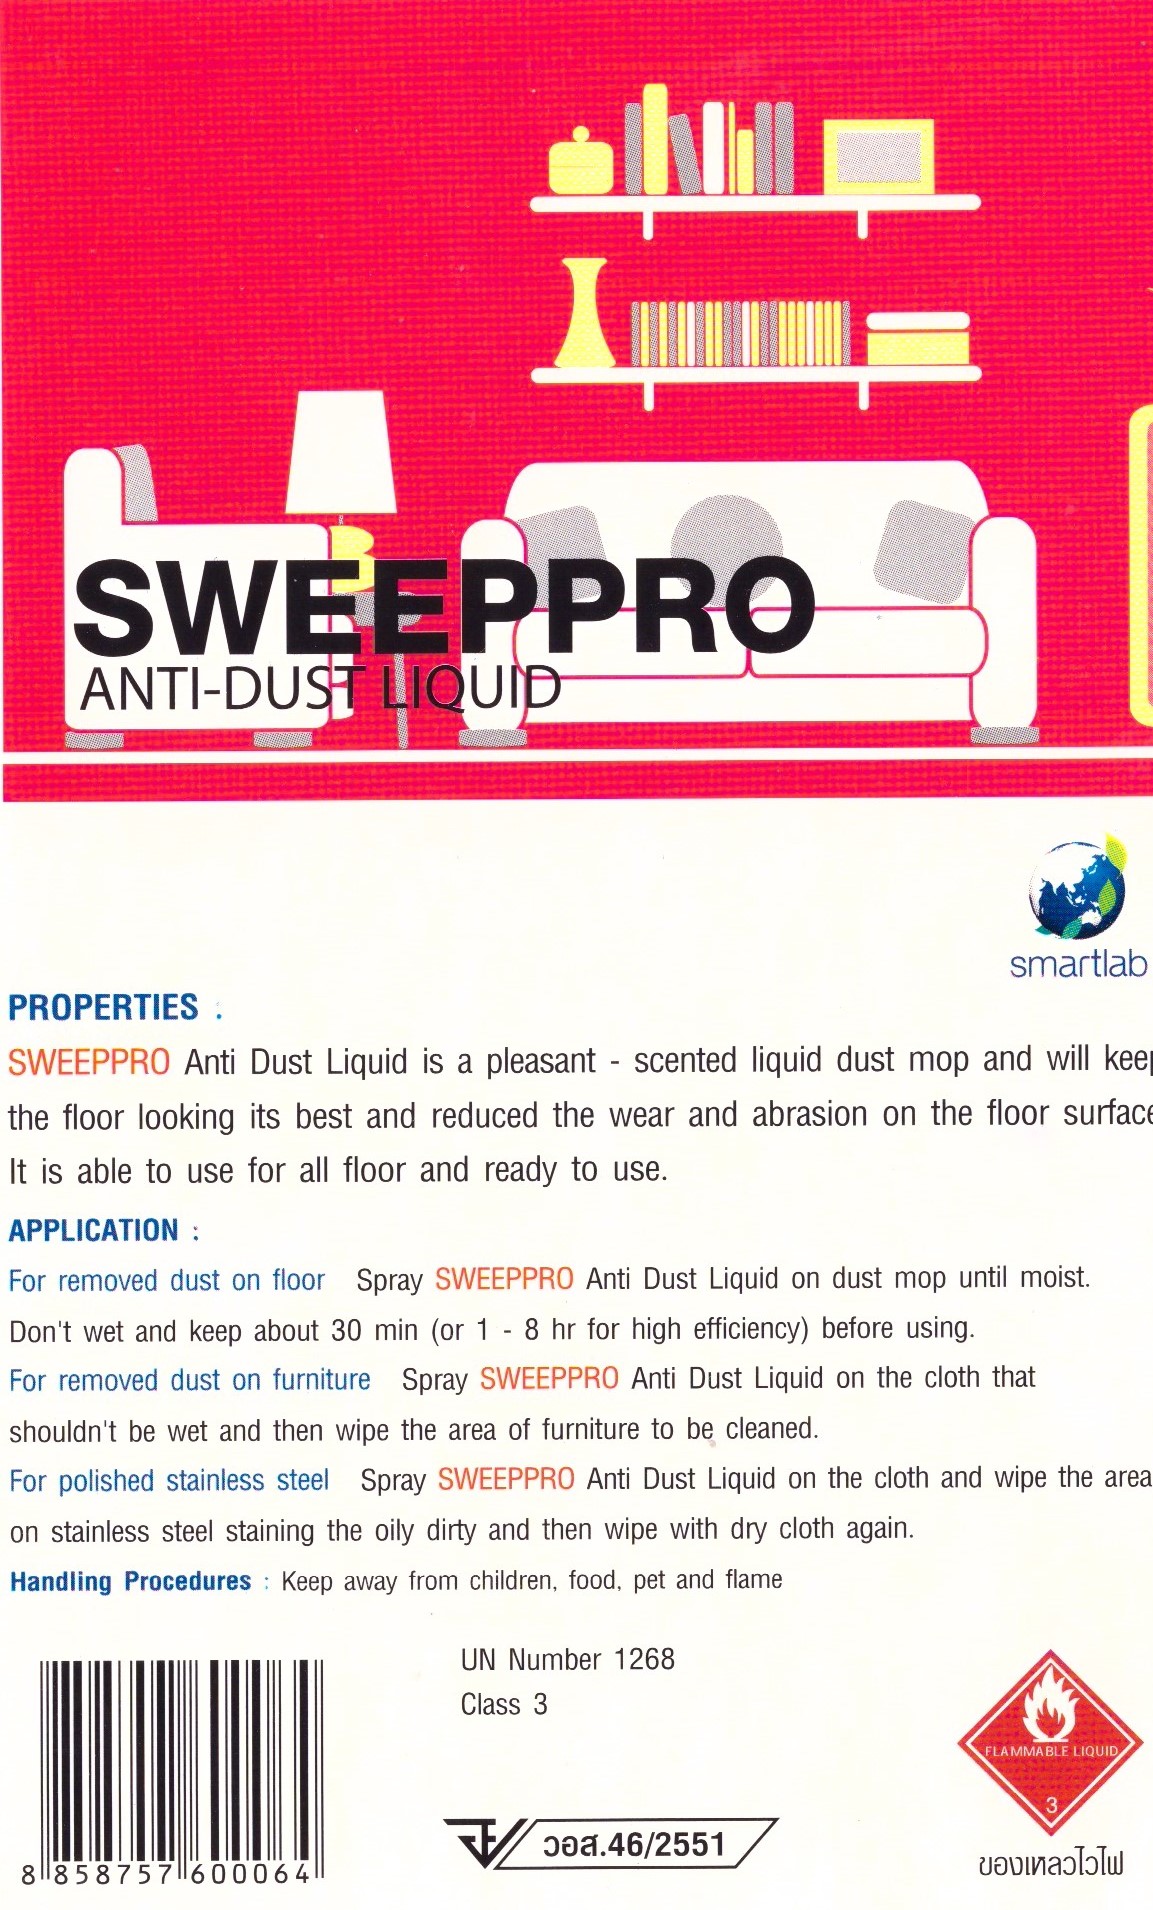 SWEEPPRO
ANTI-DUST LIQUID
smartlab
PROPERTIES :
SWEEPPRO Anti Dust Liquid is a pleasant - scented liquid dust mop and will keep
the floor looking its best and reduced the wear and abrasion on the floor surface
It is able to use for all floor and ready to use.
APPLICATION :
For removed dust on floor Spray SWEEPPRO Anti Dust Liquid on dust mop until moist.
Don't wet and keep about 30 min (or 1 - 8 hr for high efficiency) before using.
For removed dust on furniture Spray SWEEPPRO Anti Dust Liquid on the cloth that
shouldn't be wet and then wipe the area of furniture to be cleaned.
For polished stainless steel Spray SWEEPPRO Anti Dust Liquid on the cloth and wipe the area
on stainless steel staining the oily dirty and then wipe with dry cloth again.
Handling Procedures : Keep away from children, food, pet and flame
UN Number 1268
Class 3
FLAMMABLE LIQUID
3
ของเหลวไวไฟ
วอส.46/2551
8 858757 600064